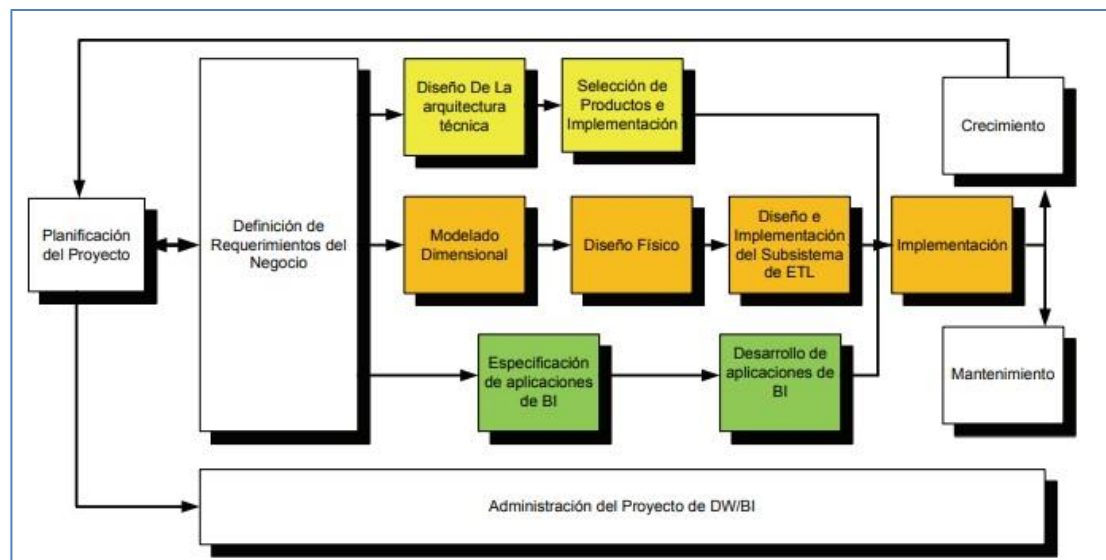 Planificación
del Proyecto
Definición de
Requerimientos del
Negocio
Diseño De La
arquitectura
técnica
Selección de
Productos e
Implementación
Modelado
Dimensional
Diseño Físico
Diseño e
Implementación
del Subsistema
de ETL
Implementación
Especificación
de aplicaciones
de BI
Desarrollo de
aplicaciones de
BI
Crecimiento
Mantenimiento
Administración del Proyecto de DW/BI